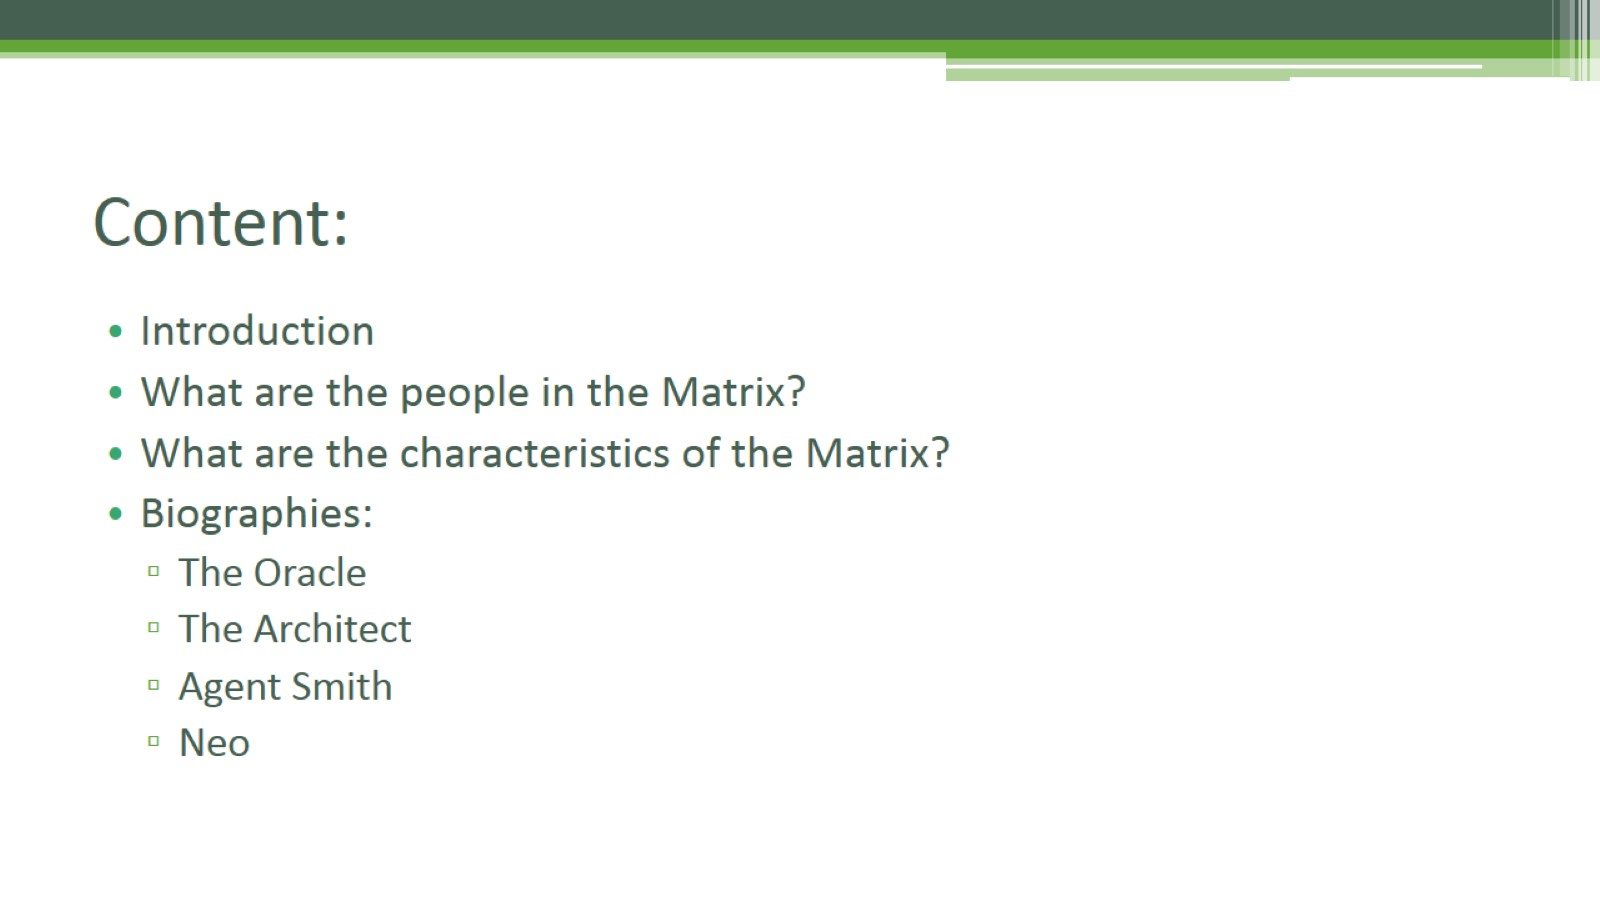 Content:
• Introduction
• What are the people in the Matrix?
• What are the characteristics of the Matrix?
• Biographies:
▫ The Oracle
▫ The Architect
▫ Agent Smith
▫ Neo